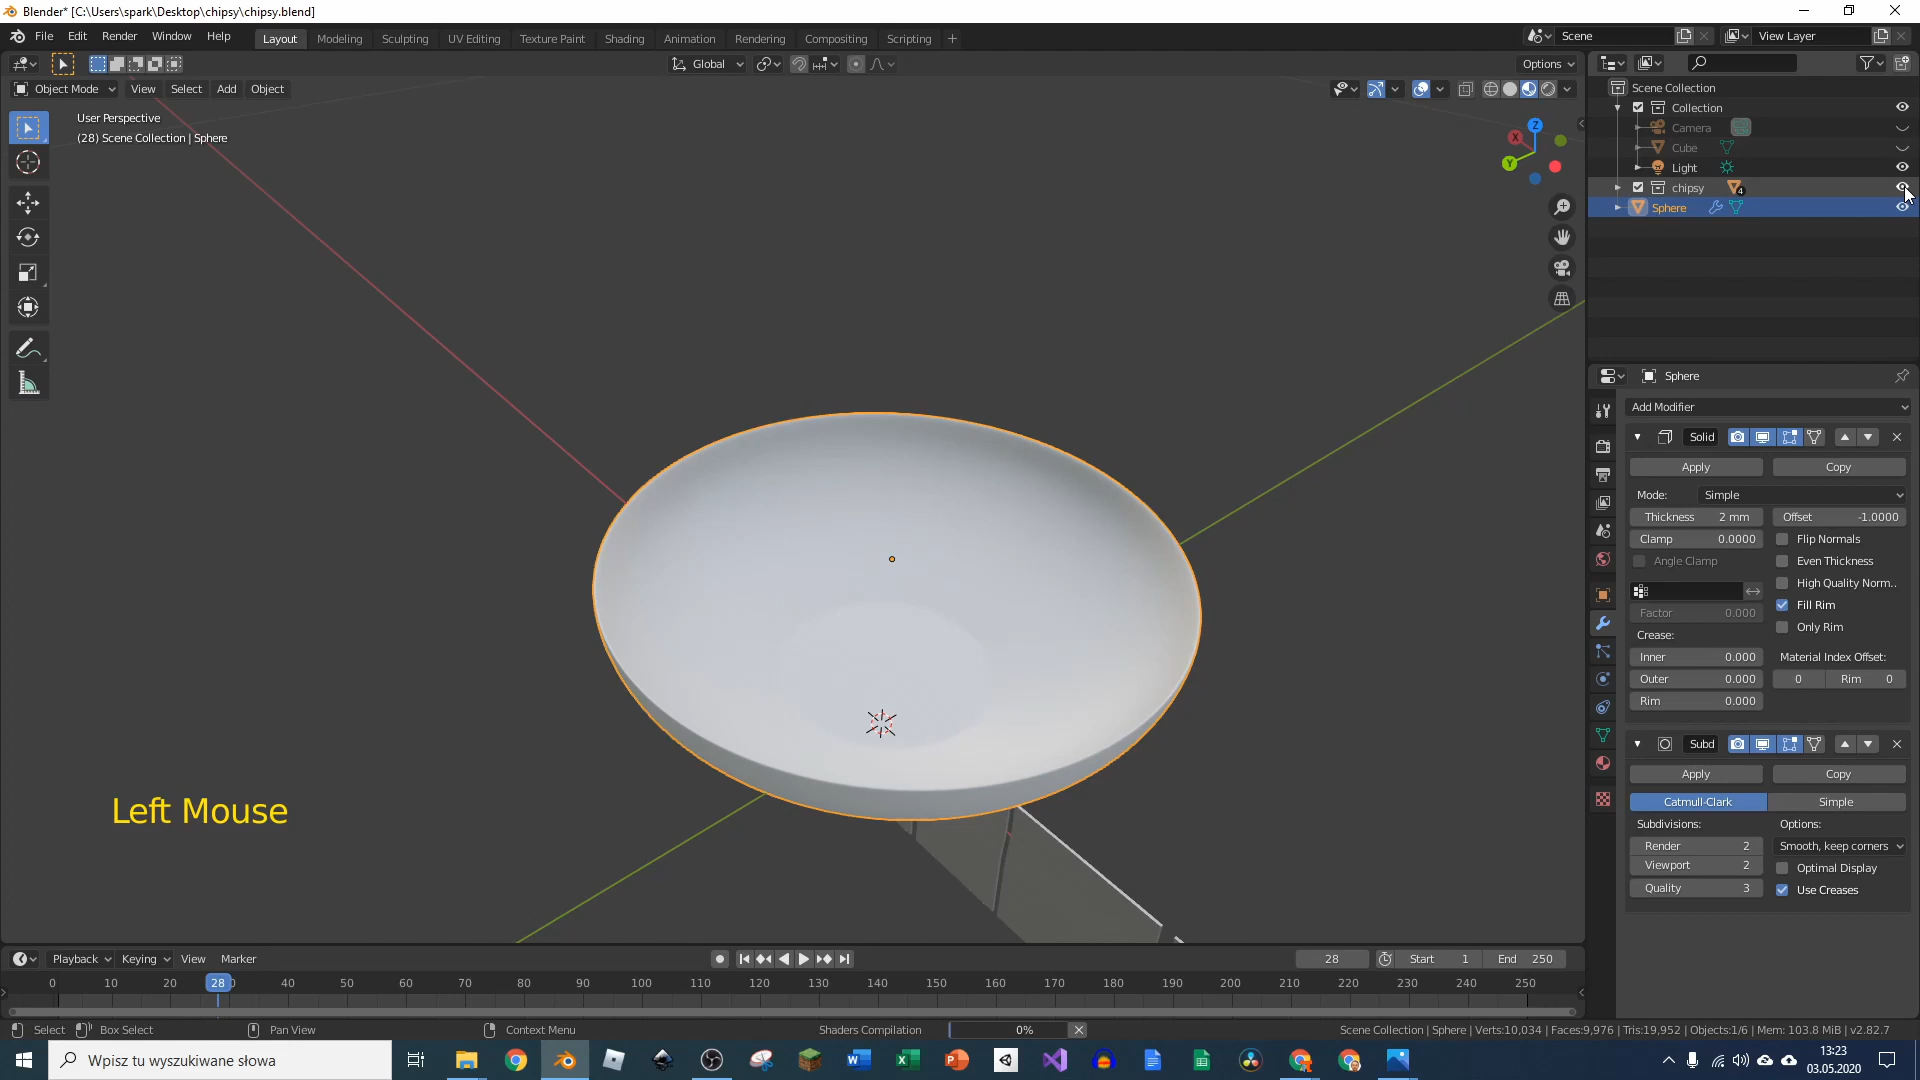 Blender* [C:\Users\spark\Desktop\chipsy\chipsy.blend]
File Edit Render Window Help
Layout Modeling Sculpting UV Editing Texture Paint Shading Animation Rendering Compositing Scripting
Scene
View Layer
Global
Options
Object Mode View Select Add Object
User Perspective
(28) Scene Collection | Sphere
Z
X
Y
Scene Collection
Collection
Camera
Cube
Light
chipsy 4
Sphere
Sphere
Add Modifier
Solid
Apply Copy
Mode: Simple
Thickness 2 mm Offset -1.0000
Clamp 0.0000 Flip Normals
Angle Clamp Even Thickness
High Quality Norm..
Factor 0.000 Fill Rim
Crease: Only Rim
Inner 0.000 Material Index Offset:
Outer 0.000 0 Rim 0
Rim 0.000
Subd
Apply Copy
Catmull-Clark Simple
Subdivisions: Options:
Render 2 Smooth, keep corners
Viewport 2 Optimal Display
Quality 3 Use Creases
Left Mouse
Playback Keying View Marker
28 Start 1 End 250
0 10 20 28 40 50 60 70 80 90 100 110 120 130 140 150 160 170 180 190 200 210 220 230 240 250
Select Box Select Pan View Context Menu Shaders Compilation 0%
Scene Collection | Sphere | Verts:10,034 | Faces:9,976 | Tris:19,952 | Objects:1/6 | Mem: 103.8 MiB | v2.82.7
Wpisz tu wyszukiwane słowa
13:23
03.05.2020